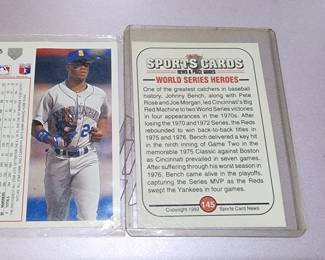 SPORTS CARDS
NEWS & PRICE GUIDES
WORLD SERIES HEROES
One of the greatest catchers in baseball
history, Johnny Bench, along with Pete
Rose and Joe Morgan, led Cincinnati's Big
Red Machine to two World Series victories
in four appearances in the 1970s. After
losing the 1970 and 1972 Series, the Reds
rebounded to win back-to-back titles in
1975 and 1976. Bench delivered a key hit
in the ninth inning of Game Two in the
memorable 1975 Classic against Boston
as Cincinnati prevailed in seven games.
After suffering through his worst season in
1976, Bench came alive in the playoffs,
capturing the Series MVP as the Reds
swept the Yankees in four games.
Copyright 1992
145
Sports Card News